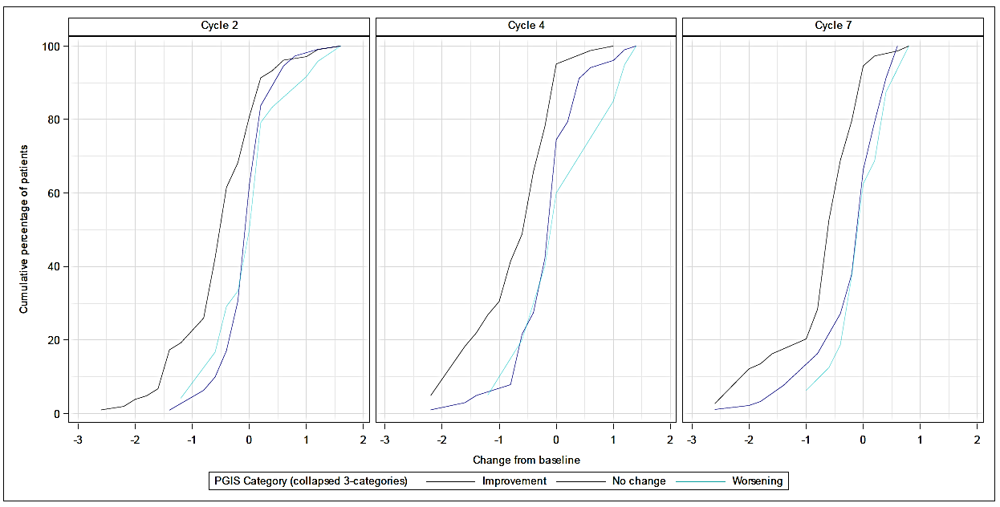 Cycle 2 Cycle 4 Cycle 7
100
80
60
40
20
0
Cumulative percentage of patients
-3 -2 -1 0 1 2 -3 -2 -1 0 1 2 -3 -2 -1 0 1 2
Change from baseline
PGIS Category (collapsed 3-categories) Improvement No change Worsening